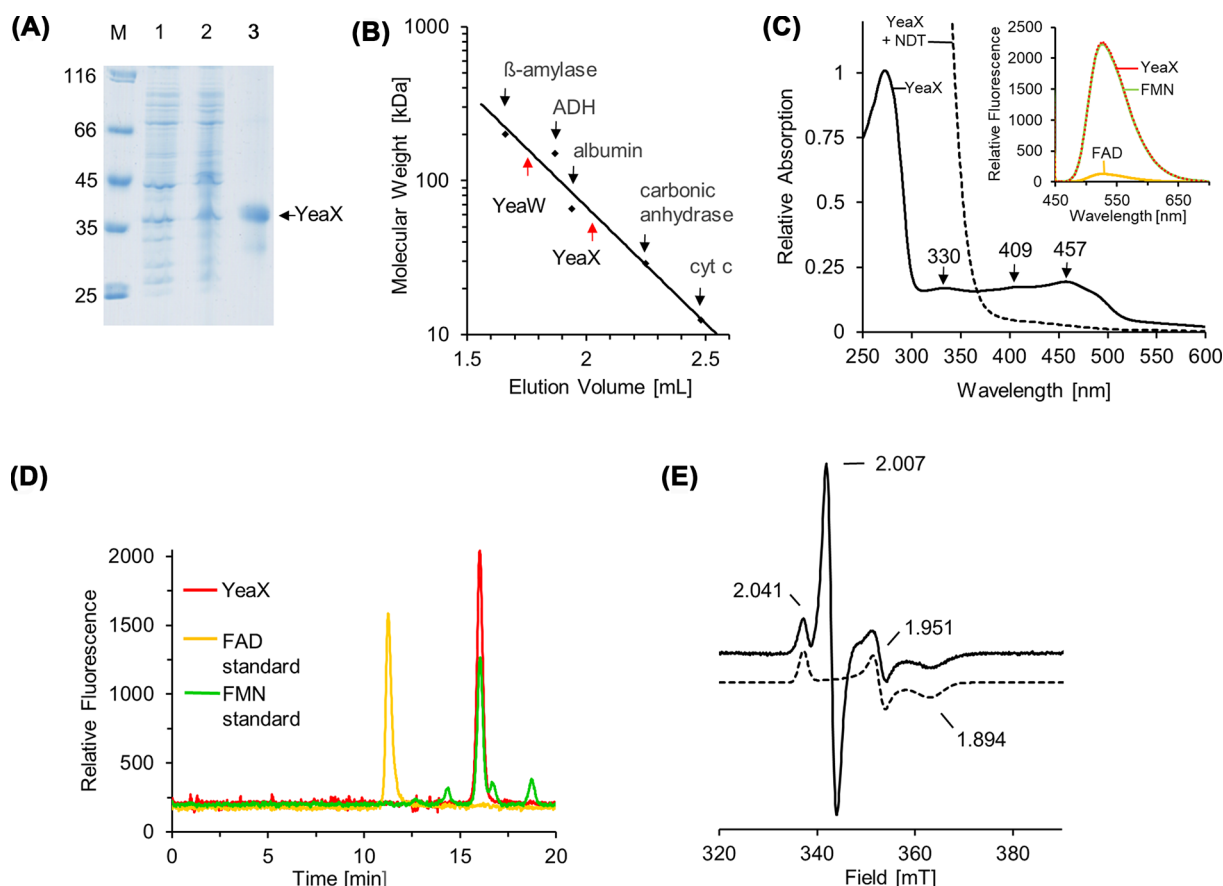 (A)
M 1 2 3
116
66
45
35
25
YeaX
(B)
Molecular Weight [kDa]
1000
100
10
ß-amylase
ADH
albumin
carbonic
anhydrase
cyt c
YeaW
YeaX
1.5 2 2.5
Elution Volume [mL]
(C)
Relative Absorption
1
0.75
0.5
0.25
0
YeaX
+ NDT
YeaX
330
409
457
250 300 350 400 450 500 550 600
Wavelength [nm]
Relative Fluorescence
2500
2000
1500
1000
500
0
YeaX
FMN
FAD
450 550 650
Wavelength [nm]
(D)
Relative Fluorescence
2000
1500
1000
500
0
YeaX
FAD
standard
FMN
standard
0 5 10 15 20
Time [min]
(E)
2.007
2.041
1.951
1.894
320 340 360 380
Field [mT]